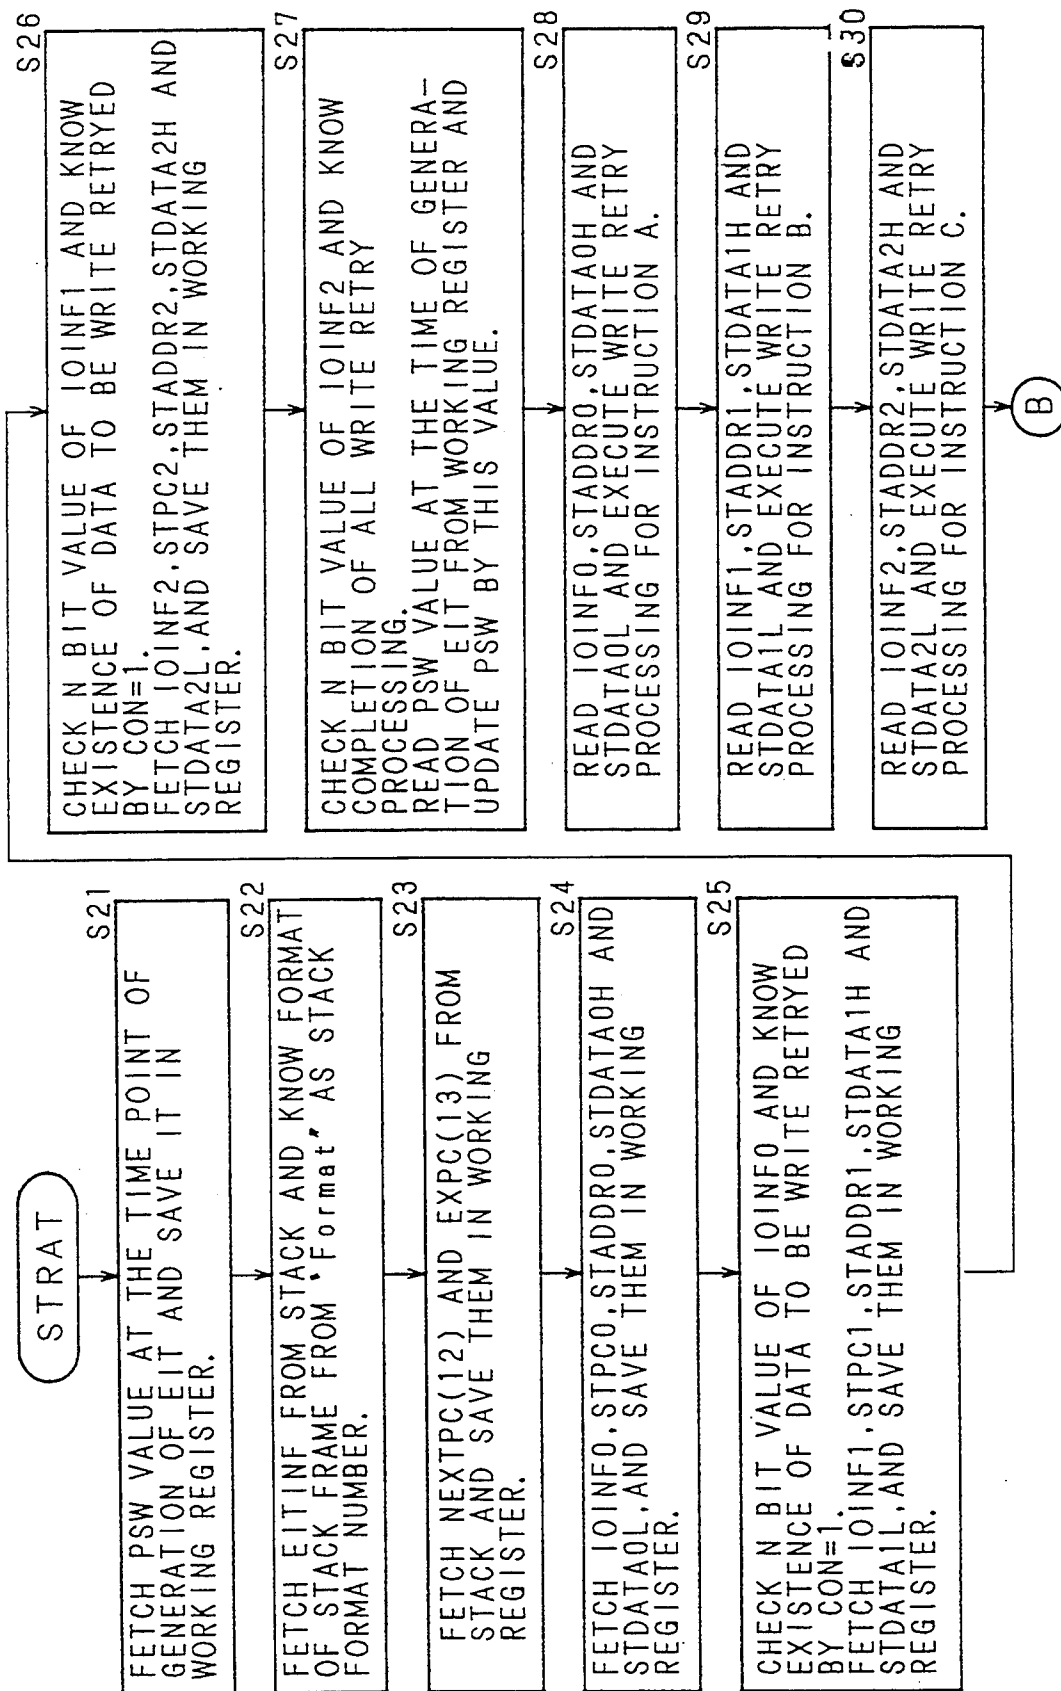 STRAT
S21
FETCH PSW VALUE AT THE TIME POINT OF
GENERATION OF EIT AND SAVE IT IN
WORKING REGISTER.
S22
FETCH EITINF FROM STACK AND KNOW FORMAT
OF STACK FRAME FROM "Format" AS STACK
FORMAT NUMBER.
S23
FETCH NEXTPC(12) AND EXPC(13) FROM
STACK AND SAVE THEM IN WORKING
REGISTER.
S24
FETCH IOINF0,STPC0,STADDR0,STDATA0H AND
STDATA0L,AND SAVE THEM IN WORKING
REGISTER.
S25
CHECK N BIT VALUE OF IOINF0 AND KNOW
EXISTENCE OF DATA TO BE WRITE RETRYED
BY CON=1.
FETCH IOINF1,STPC1,STADDR1,STDATA1H AND
STDATA1L,AND SAVE THEM IN WORKING
REGISTER.
S26
CHECK N BIT VALUE OF IOINF1 AND KNOW
EXISTENCE OF DATA TO BE WRITE RETRYED
BY CON=1.
FETCH IOINF2,STPC2,STADDR2,STDATA2H AND
STDATA2L,AND SAVE THEM IN WORKING
REGISTER.
S27
CHECK N BIT VALUE OF IOINF2 AND KNOW
COMPLETION OF ALL WRITE RETRY
PROCESSING.
READ PSW VALUE AT THE TIME OF GENERA-
TION OF EIT FROM WORKING REGISTER AND
UPDATE PSW BY THIS VALUE.
S28
READ IOINF0,STADDR0,STDATA0H AND
STDATA0L AND EXECUTE WRITE RETRY
PROCESSING FOR INSTRUCTION A.
S29
READ IOINF1,STADDR1,STDATA1H AND
STDATA1L AND EXECUTE WRITE RETRY
PROCESSING FOR INSTRUCTION B.
S30
READ IOINF2,STADDR2,STDATA2H AND
STDATA2L AND EXECUTE WRITE RETRY
PROCESSING FOR INSTRUCTION C.
B